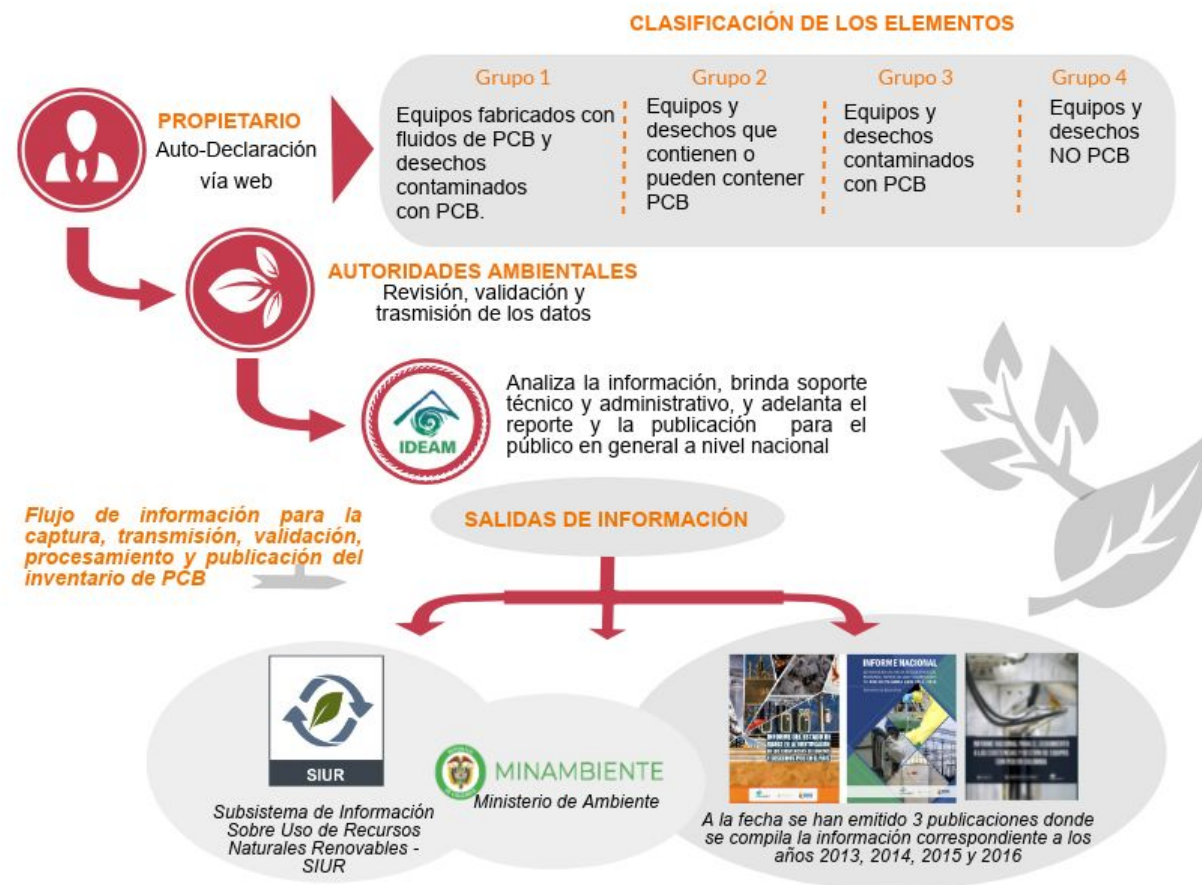 CLASIFICACIÓN DE LOS ELEMENTOS
PROPIETARIO
Auto-Declaración
vía web
Grupo 1
Equipos fabricados con
fluidos de PCB y
desechos
contaminados
con PCB.
Grupo 2
Equipos y
desechos que
contienen o
pueden contener
PCB
Grupo 3
Equipos y
desechos
contaminados
con PCB
Grupo 4
Equipos y
desechos
NO PCB
AUTORIDADES AMBIENTALES
Revisión, validación y
trasmisión de los datos
IDEAM
Analiza la información, brinda soporte
técnico y administrativo, y adelanta el
reporte y la publicación para el
público en general a nivel nacional
Flujo de información para la
captura, transmisión, validación,
procesamiento y publicación del
inventario de PCB
SALIDAS DE INFORMACIÓN
SIUR
Subsistema de Información
Sobre Uso de Recursos
Naturales Renovables -
SIUR
MINAMBIENTE
Ministerio de Ambiente
INFORME NACIONAL
A la fecha se han emitido 3 publicaciones donde
se compila la información correspondiente a los
años 2013, 2014, 2015 y 2016